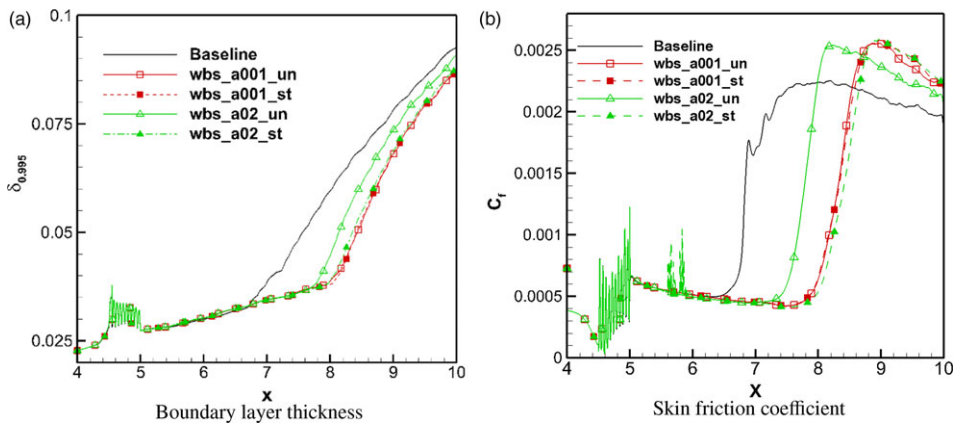 (a)
0.1
Baseline
wbs_a001_un
wbs_a001_st
wbs_a02_un
wbs_a02_st
0.075
δ0.995
0.05
0.025
4 5 6 7 8 9 10
x
Boundary layer thickness
(b)
0.0025
Baseline
wbs_a001_un
wbs_a001_st
wbs_a02_un
wbs_a02_st
0.002
0.0015
Cf
0.001
0.0005
0
4 5 6 7 8 9 10
X
Skin friction coefficient